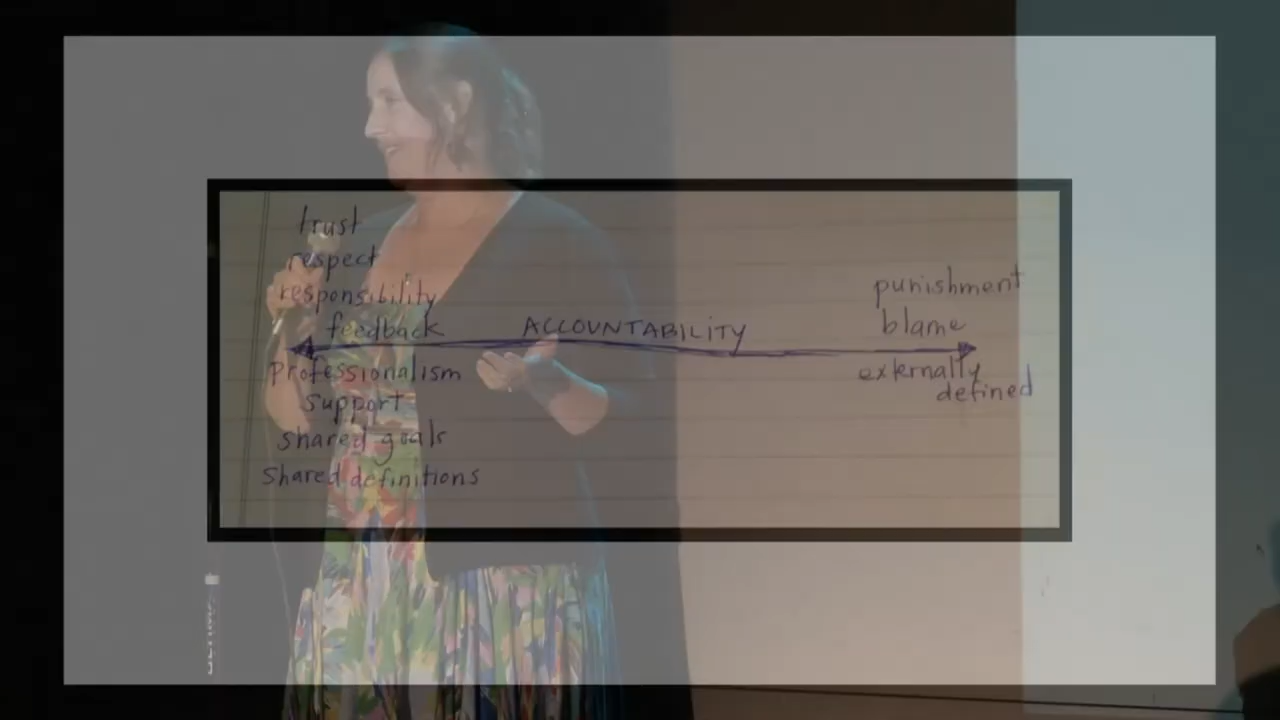 trust
respect
responsibility
feedback
ACCOUNTABILITY
professionalism
support
shared goals
Shared definitions
punishment
blame
externally
defined